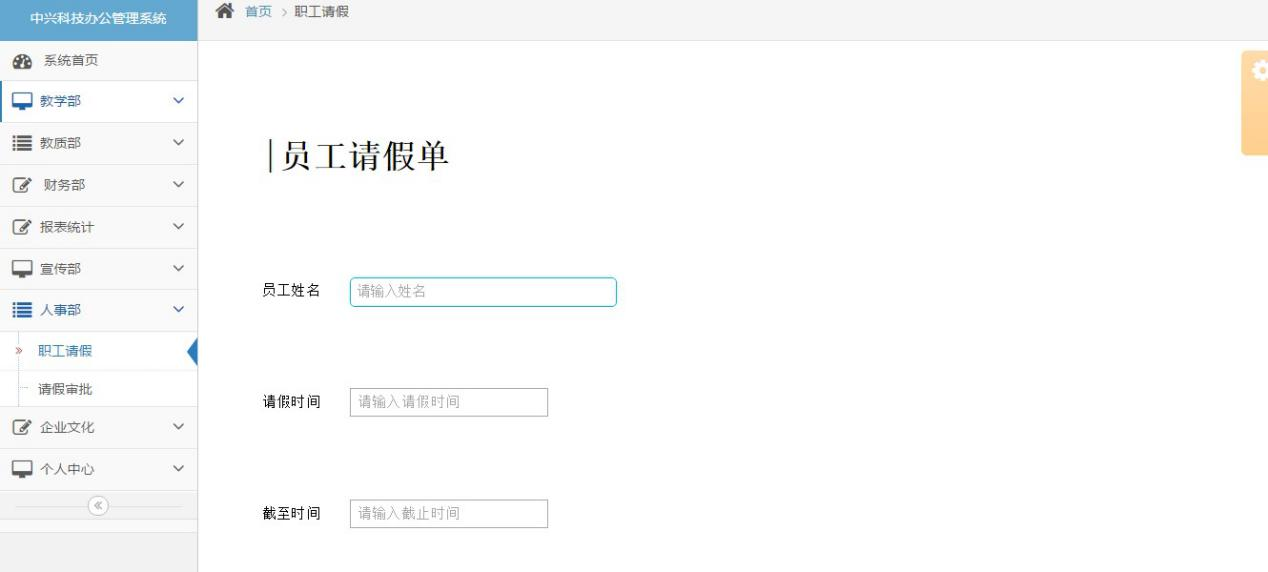 中兴科技办公管理系统
首页 > 职工请假
系统首页
教学部
教质部
财务部
报表统计
宣传部
人事部
职工请假
请假审批
企业文化
个人中心
员工请假单
员工姓名 请输入姓名
请假时间 请输入请假时间
截至时间 请输入截止时间